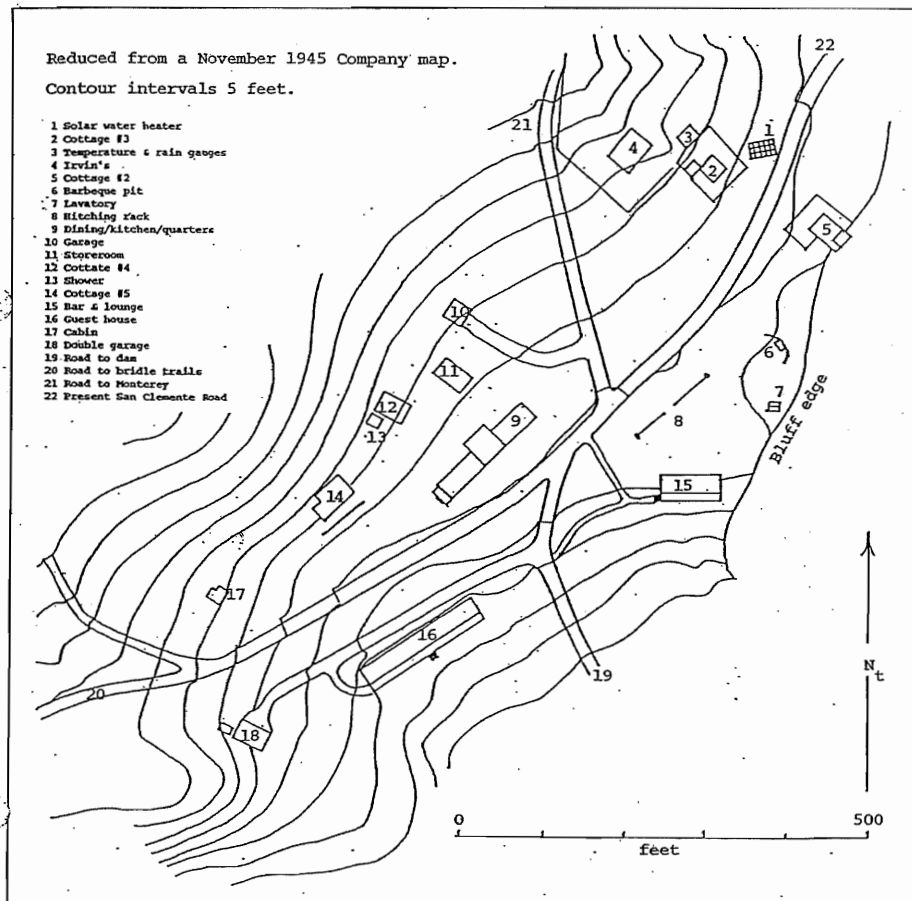 Reduced from a November 1945 Company map.
Contour intervals 5 feet.
1 Solar water heater
2 Cottage #3
3 Temperature & rain gauges
4 Irvin's
5 Cottage #2
6 Barbeque pit
7 Lavatory
8 Hitching rack
9 Dining/kitchen/quarters
10 Garage
11 Storeroom
12 Cottate #4
13 Shower
14 Cottage #5
15 Bar & lounge
16 Guest house
17 Cabin
18 Double garage
19 Road to dam
20 Road to bridle trails
21 Road to Monterey
22 Present San Clemente Road
22
21
1
3
4
2
5
10
6
11
7
12
9
8
13
Bluff edge
15
14
17
16
19
20
18
N t
0
500
feet